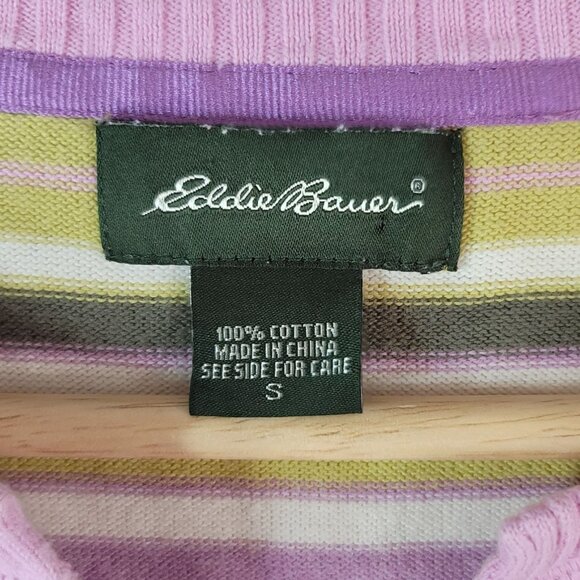 Eddie Bauer®
100% COTTON
MADE IN CHINA
SEE SIDE FOR CARE
S